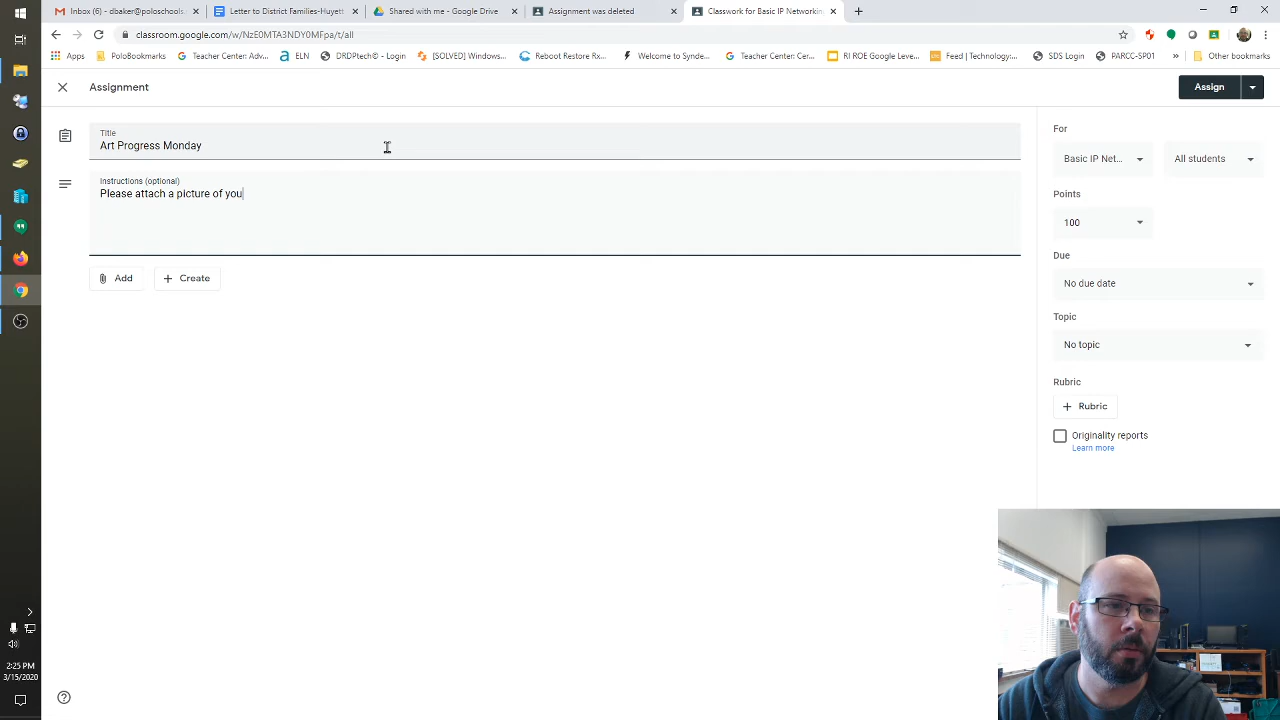 Inbox (6) - dbaker@poloschools.
Letter to District Families-Huyett
Shared with me - Google Drive
Assignment was deleted
Classwork for Basic IP Networkin
classroom.google.com/w/NzE0MTA3NDY0MFpa/t/all
Apps
PoloBookmarks
Teacher Center: Adv...
ELN
DRDPtech© - Login
[SOLVED] Windows...
Reboot Restore Rx...
Welcome to Synde...
Teacher Center: Cer...
RI ROE Google Leve...
Feed | Technology:...
SDS Login
PARCC-SP01
»
Other bookmarks
Assignment
Assign
Title
Art Progress Monday
Instructions (optional)
Please attach a picture of you
Add
Create
For
Basic IP Net...
All students
Points
100
Due
No due date
Topic
No topic
Rubric
Rubric
Originality reports
Learn more
2:25 PM
3/15/2020